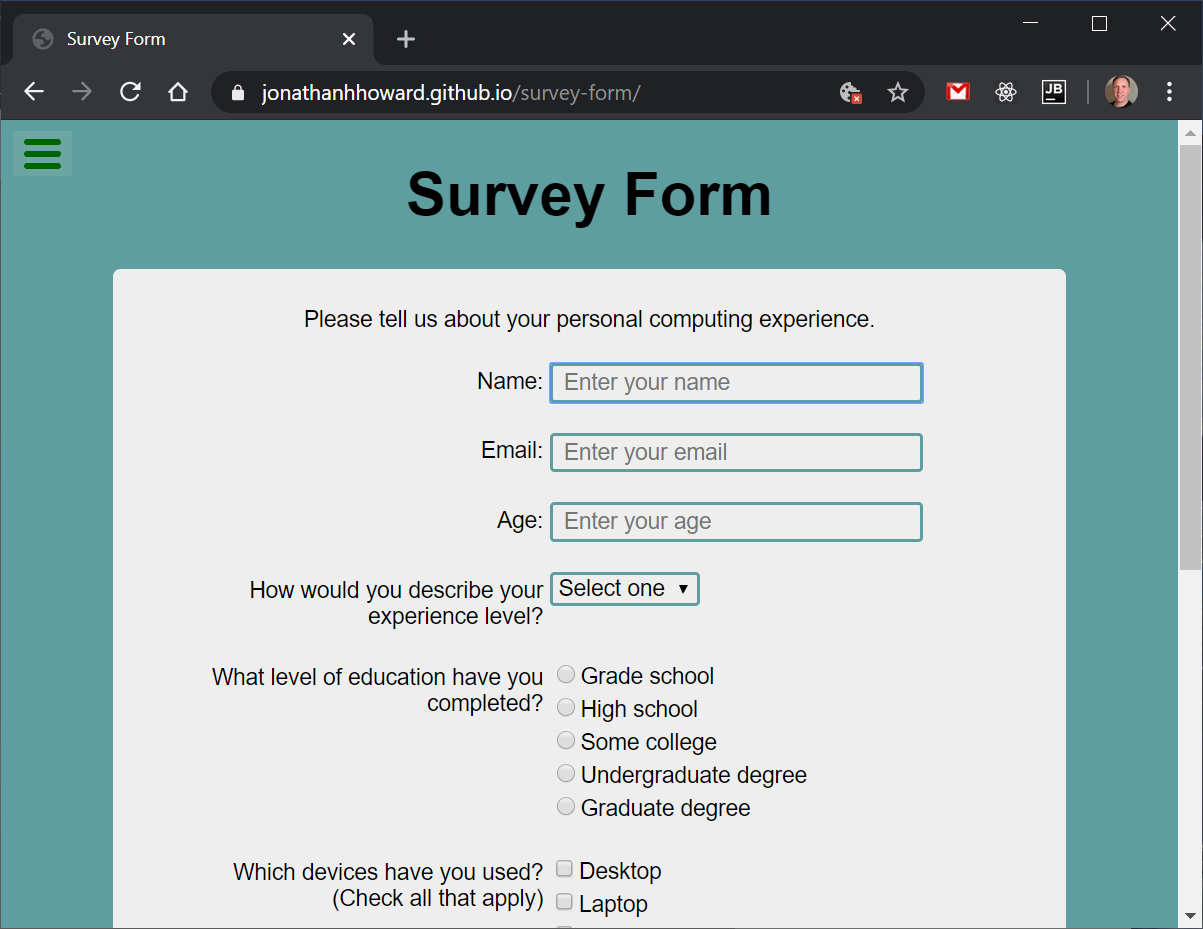 Survey Form
jonathanhhoward.github.io/survey-form/
JB
Survey Form
Please tell us about your personal computing experience.
Name: Enter your name
Email: Enter your email
Age: Enter your age
How would you describe your Select one
experience level?
What level of education have you Grade school
completed? High school
Some college
Undergraduate degree
Graduate degree
Which devices have you used? Desktop
(Check all that apply) Laptop